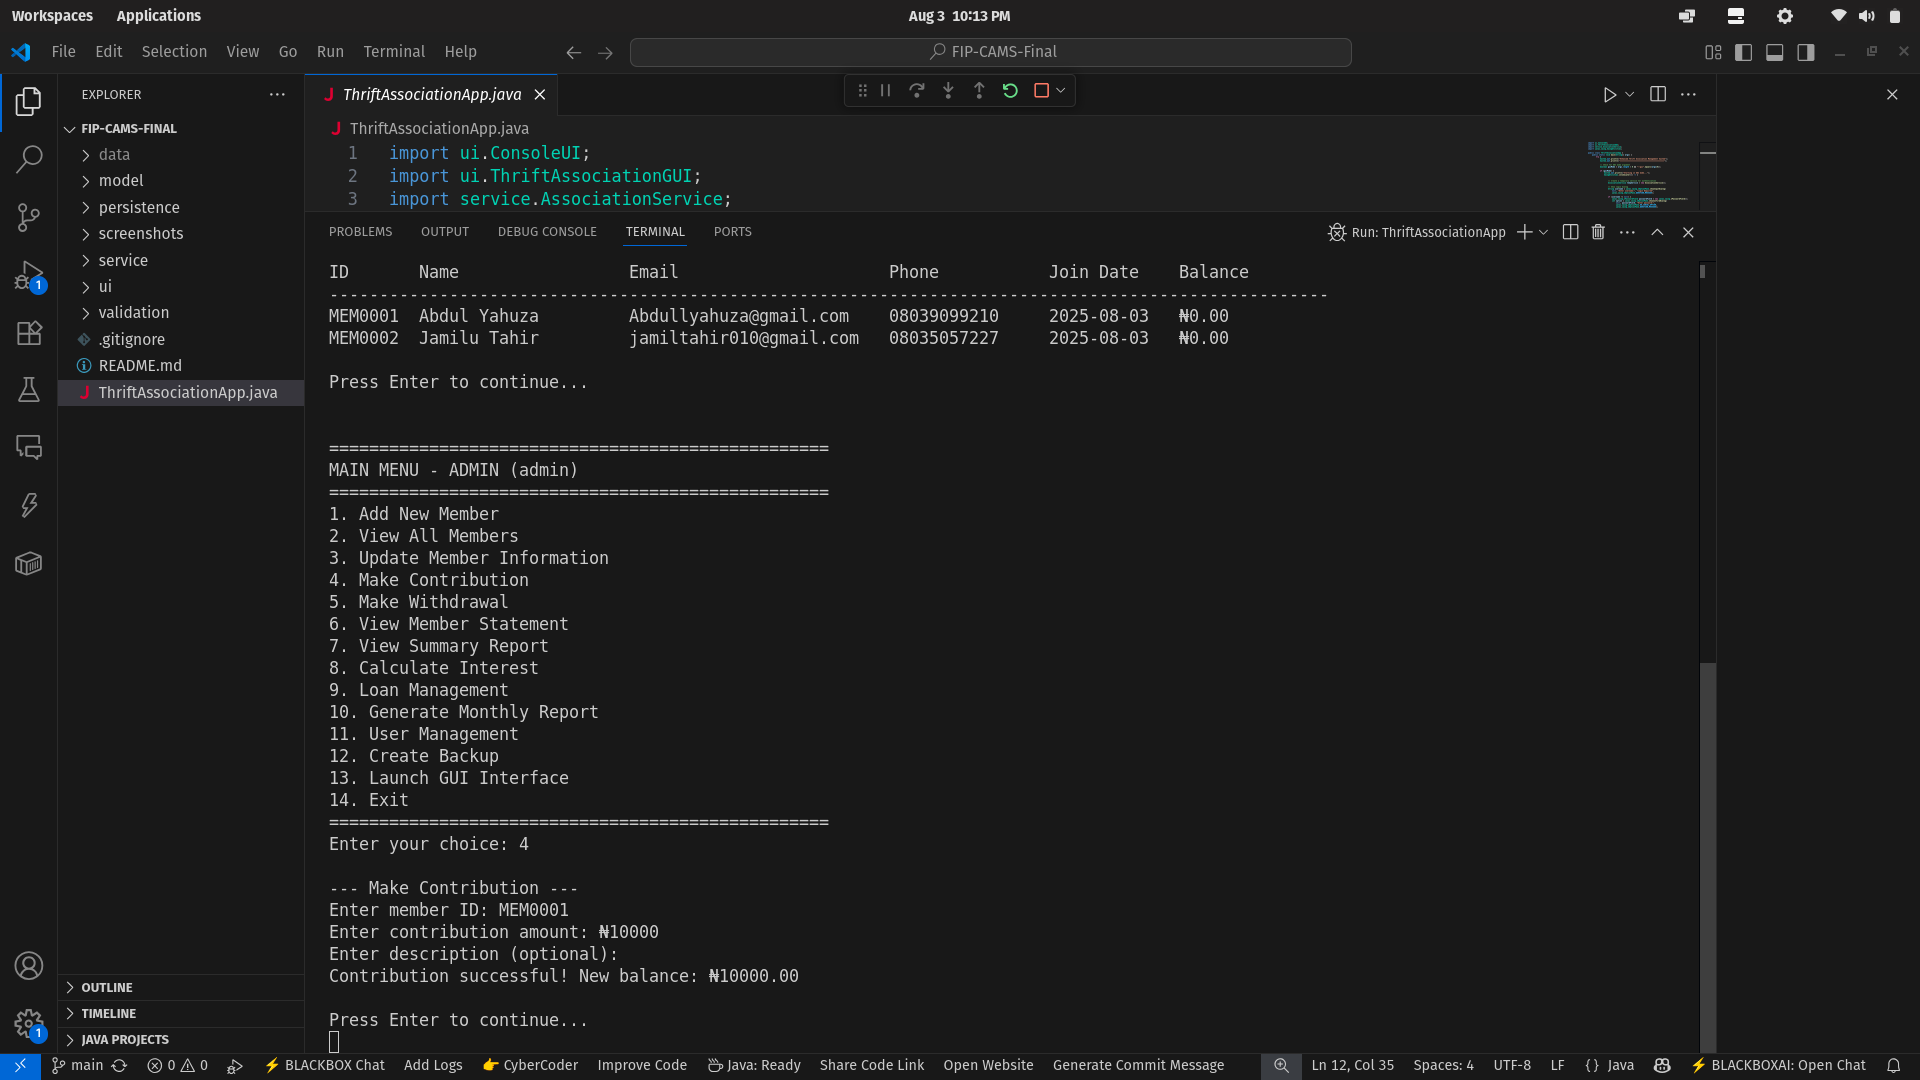 Workspaces Applications Aug 3 10:13 PM
File Edit Selection View Go Run Terminal Help FIP-CAMS-Final
EXPLORER
FIP-CAMS-FINAL
data
model
persistence
screenshots
service
ui
validation
.gitignore
README.md
ThriftAssociationApp.java
OUTLINE
TIMELINE
JAVA PROJECTS
1
1
ThriftAssociationApp.java
ThriftAssociationApp.java
1 import ui.ConsoleUI;
2 import ui.ThriftAssociationGUI;
3 import service.AssociationService;
PROBLEMS OUTPUT DEBUG CONSOLE TERMINAL PORTS Run: ThriftAssociationApp
ID Name Email Phone Join Date Balance
----------------------------------------------------------------------------------------------------
MEM0001 Abdul Yahuza Abdullyahuza@gmail.com 08039099210 2025-08-03 ₦0.00
MEM0002 Jamilu Tahir jamiltahir010@gmail.com 08035057227 2025-08-03 ₦0.00
Press Enter to continue...
==================================================
MAIN MENU - ADMIN (admin)
==================================================
1. Add New Member
2. View All Members
3. Update Member Information
4. Make Contribution
5. Make Withdrawal
6. View Member Statement
7. View Summary Report
8. Calculate Interest
9. Loan Management
10. Generate Monthly Report
11. User Management
12. Create Backup
13. Launch GUI Interface
14. Exit
==================================================
Enter your choice: 4
--- Make Contribution ---
Enter member ID: MEM0001
Enter contribution amount: ₦10000
Enter description (optional):
Contribution successful! New balance: ₦10000.00
Press Enter to continue...
main 0 0 BLACKBOX Chat Add Logs CyberCoder Improve Code Java: Ready Share Code Link Open Website Generate Commit Message Ln 12, Col 35 Spaces: 4 UTF-8 LF {} Java BLACKBOXAI: Open Chat